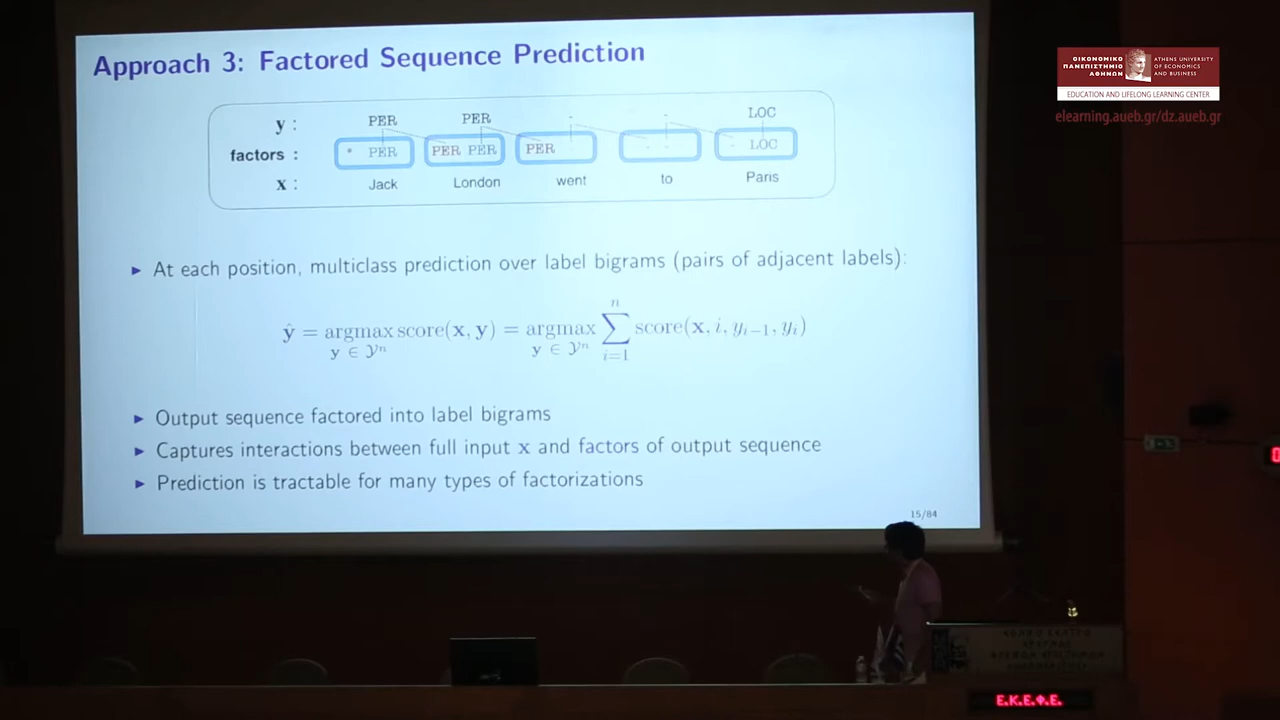 Approach 3: Factored Sequence Prediction
y : PER PER - - LOC
factors : * PER PER PER PER - - - - LOC
x : Jack London went to Paris
► At each position, multiclass prediction over label bigrams (pairs of adjacent labels):
ŷ = argmax score(x, y) = argmax ∑ score(x, i, yᵢ₋₁, yᵢ)
y ∈ 𝒴ⁿ y ∈ 𝒴ⁿ i=1 n
► Output sequence factored into label bigrams
► Captures interactions between full input x and factors of output sequence
► Prediction is tractable for many types of factorizations
15/84
ΟΙΚΟΝΟΜΙΚΟ
ΠΑΝΕΠΙΣΤΗΜΙΟ
ΑΘΗΝΩΝ
ATHENS UNIVERSITY
OF ECONOMICS
AND BUSINESS
EDUCATION AND LIFELONG LEARNING CENTER
elearning.aueb.gr/dz.aueb.gr
Ε.Κ.Ε.Φ.Ε.